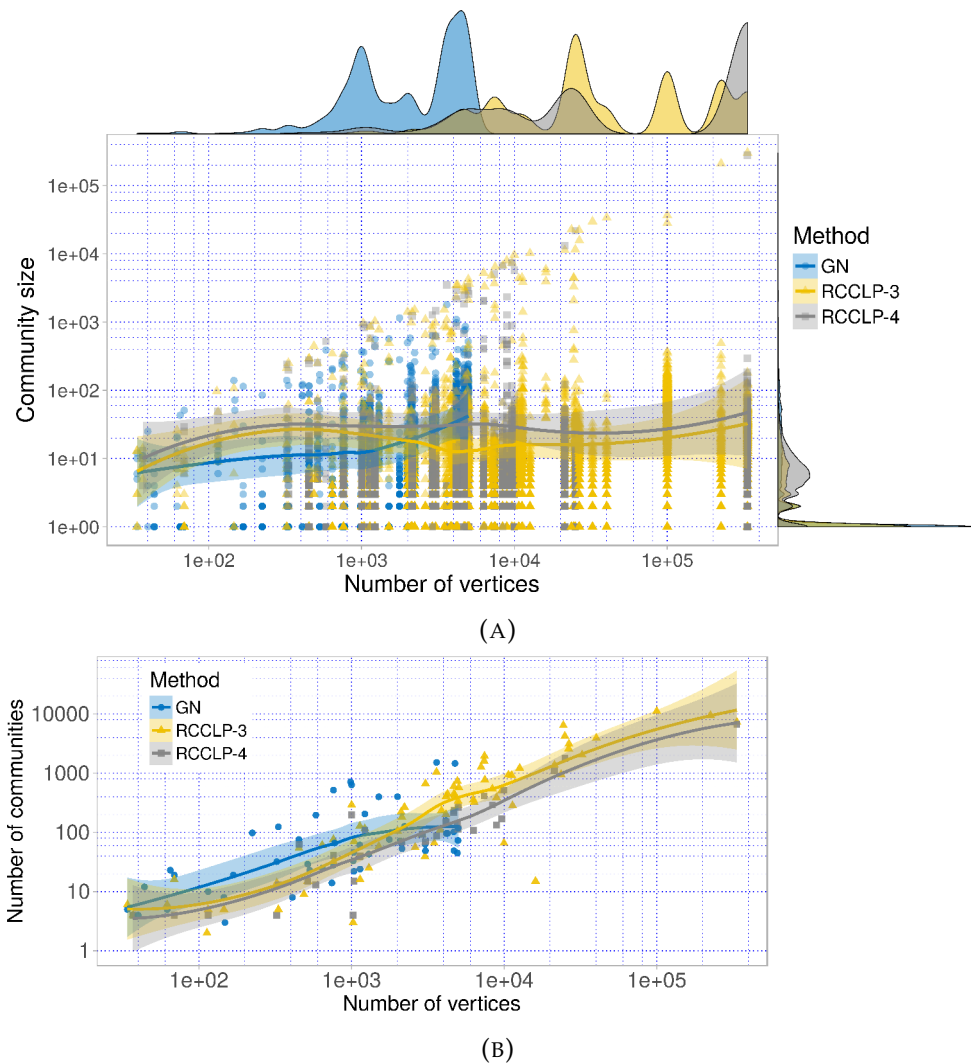 1e+05
1e+04
1e+03
1e+02
1e+01
1e+00
Community size
1e+02 1e+03 1e+04 1e+05
Number of vertices
Method
GN
RCCLP-3
RCCLP-4
(A)
10000
1000
100
10
1
Number of communities
Method
GN
RCCLP-3
RCCLP-4
1e+02 1e+03 1e+04 1e+05
Number of vertices
(B)